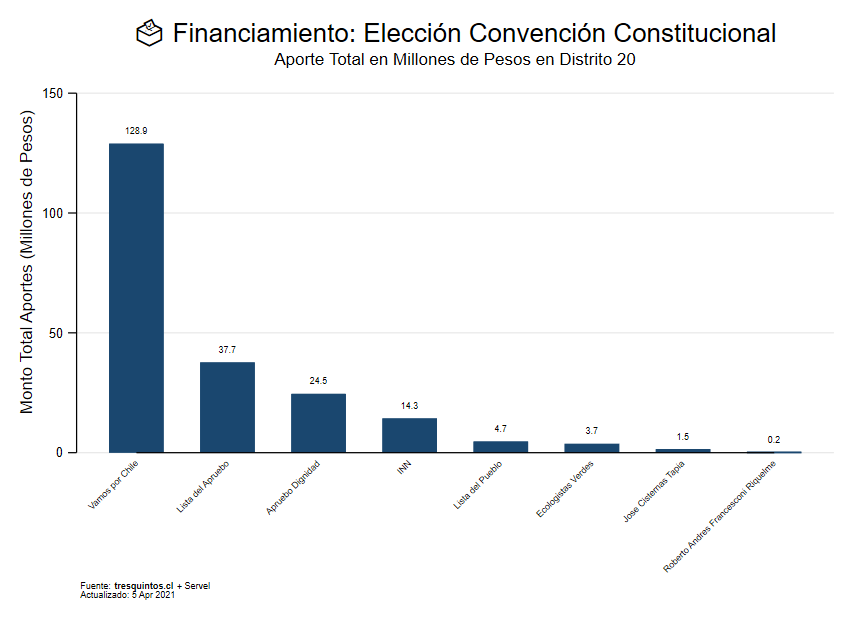 Financiamiento: Elección Convención Constitucional
Aporte Total en Millones de Pesos en Distrito 20
Monto Total Aportes (Millones de Pesos)
150
100
50
0
128.9
37.7
24.5
14.3
4.7
3.7
1.5
0.2
Vamos por Chile
Lista del Apruebo
Apruebo Dignidad
INN
Lista del Pueblo
Ecologistas Verdes
Jose Cisternas Tapia
Roberto Andres Francesconi Riquelme
Fuente: tresquintos.cl + Servel
Actualizado: 5 Apr 2021